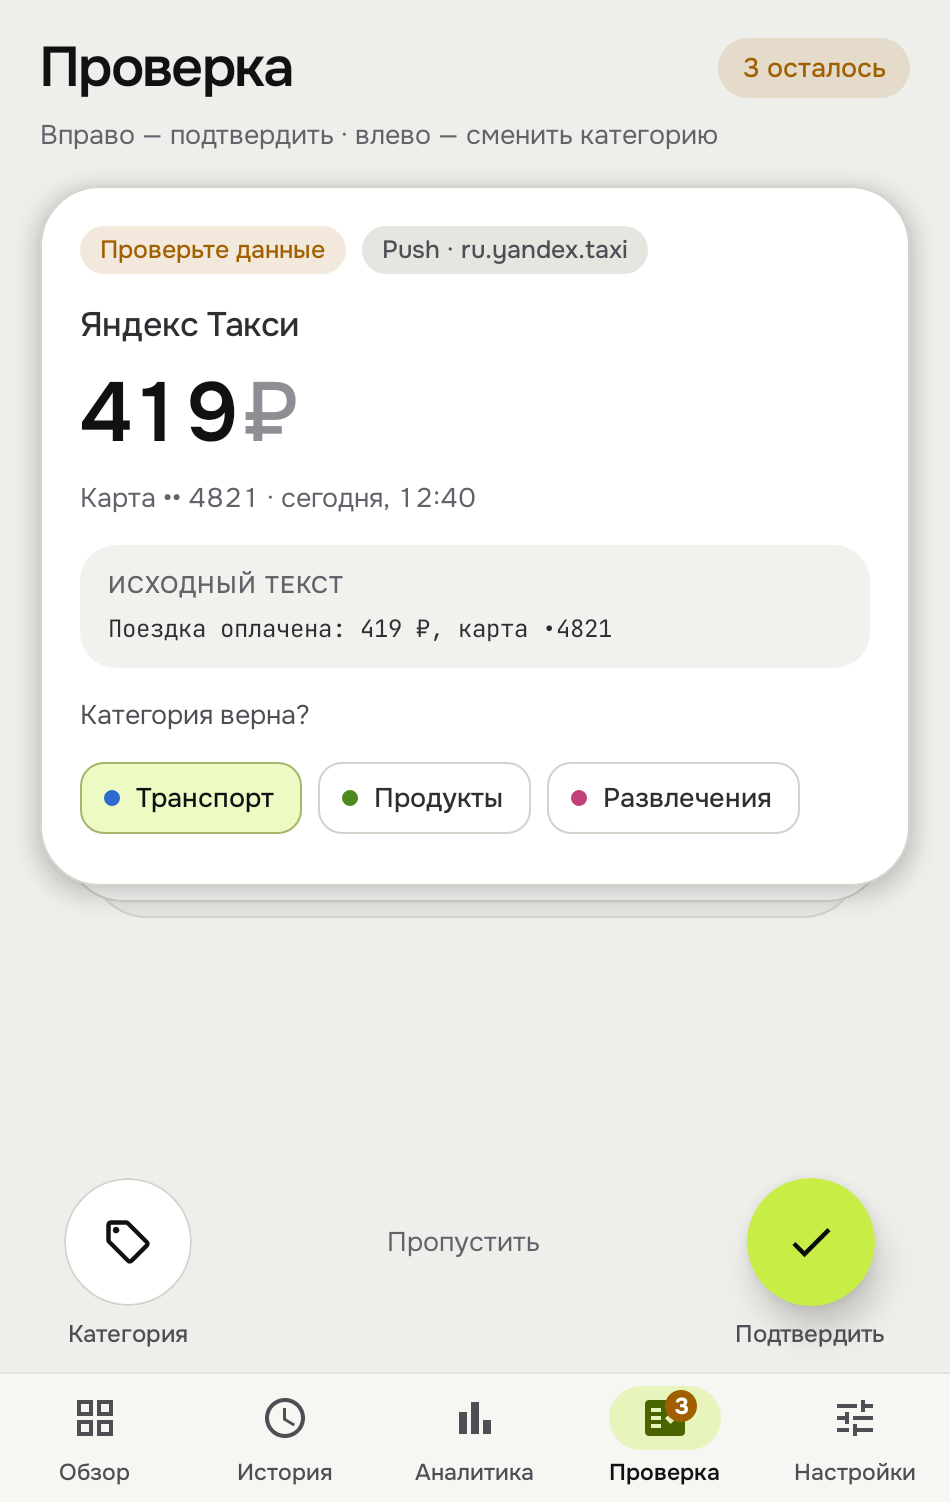 Проверка
3 осталось
Вправо — подтвердить · влево — сменить категорию
Проверьте данные
Push · ru.yandex.taxi
Яндекс Такси
419₽
Карта •• 4821 · сегодня, 12:40
ИСХОДНЫЙ ТЕКСТ
Поездка оплачена: 419 ₽, карта •4821
Категория верна?
Транспорт
Продукты
Развлечения
Пропустить
Категория
Подтвердить
3
Обзор
История
Аналитика
Проверка
Настройки